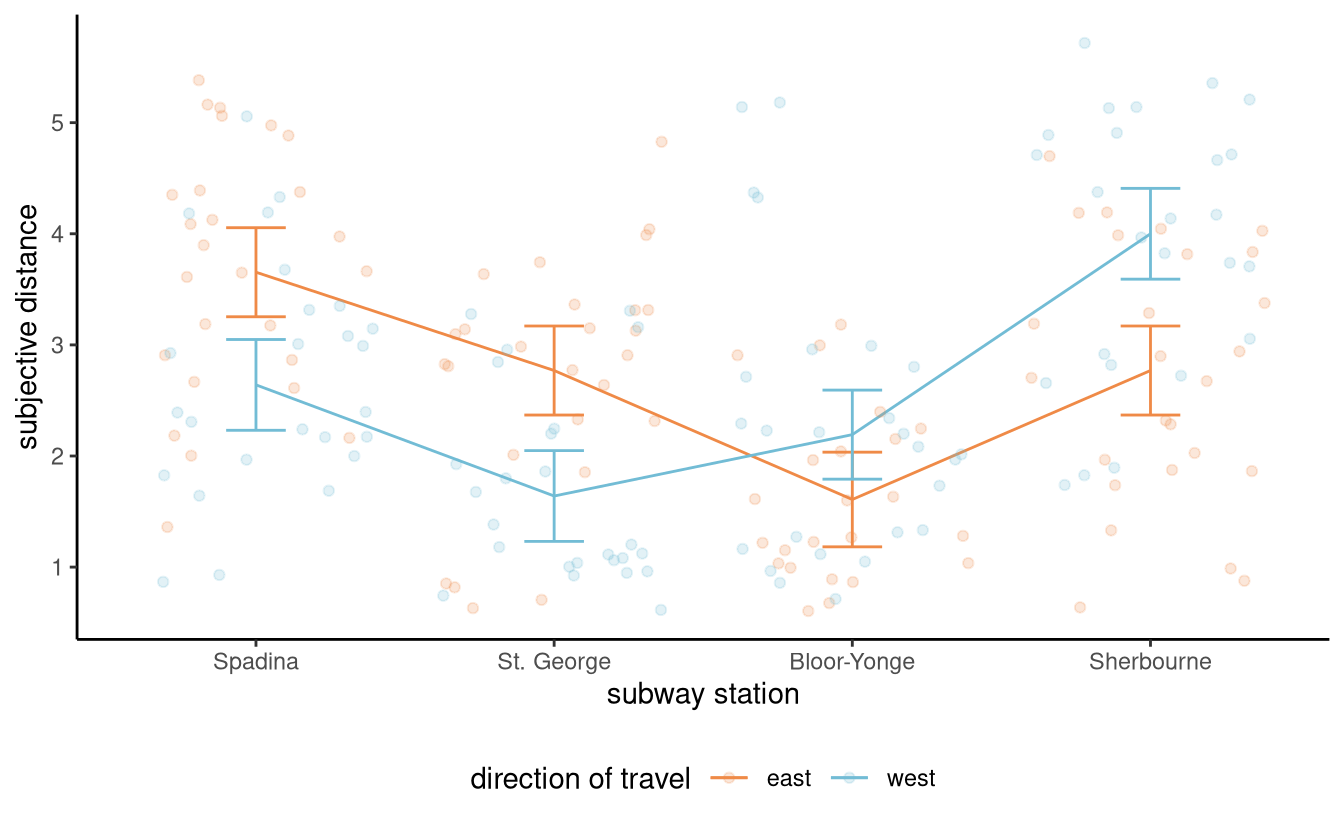 subjective distance
5
4
3
2
1
Spadina St. George Bloor-Yonge Sherbourne
subway station
direction of travel east west